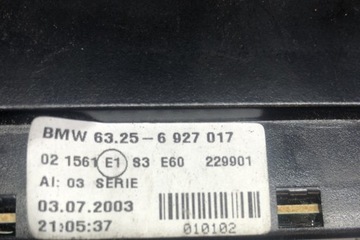 BMW 63.25-6 927 017
02 1561 E1 S3 E60 229901
AI: 03 SERIE
03.07.2003
21:05:37
010102